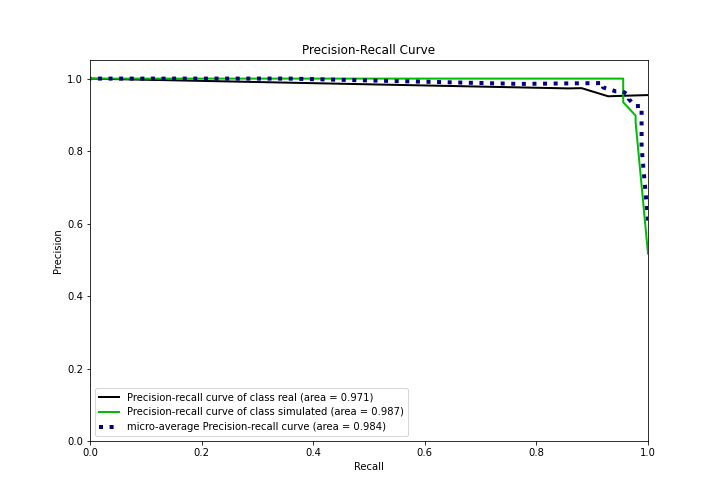 Precision-Recall Curve
1.0
0.8
0.6
0.4
0.2
0.0
Precision
Precision-recall curve of class real (area = 0.971)
Precision-recall curve of class simulated (area = 0.987)
micro-average Precision-recall curve (area = 0.984)
0.0 0.2 0.4 0.6 0.8 1.0
Recall